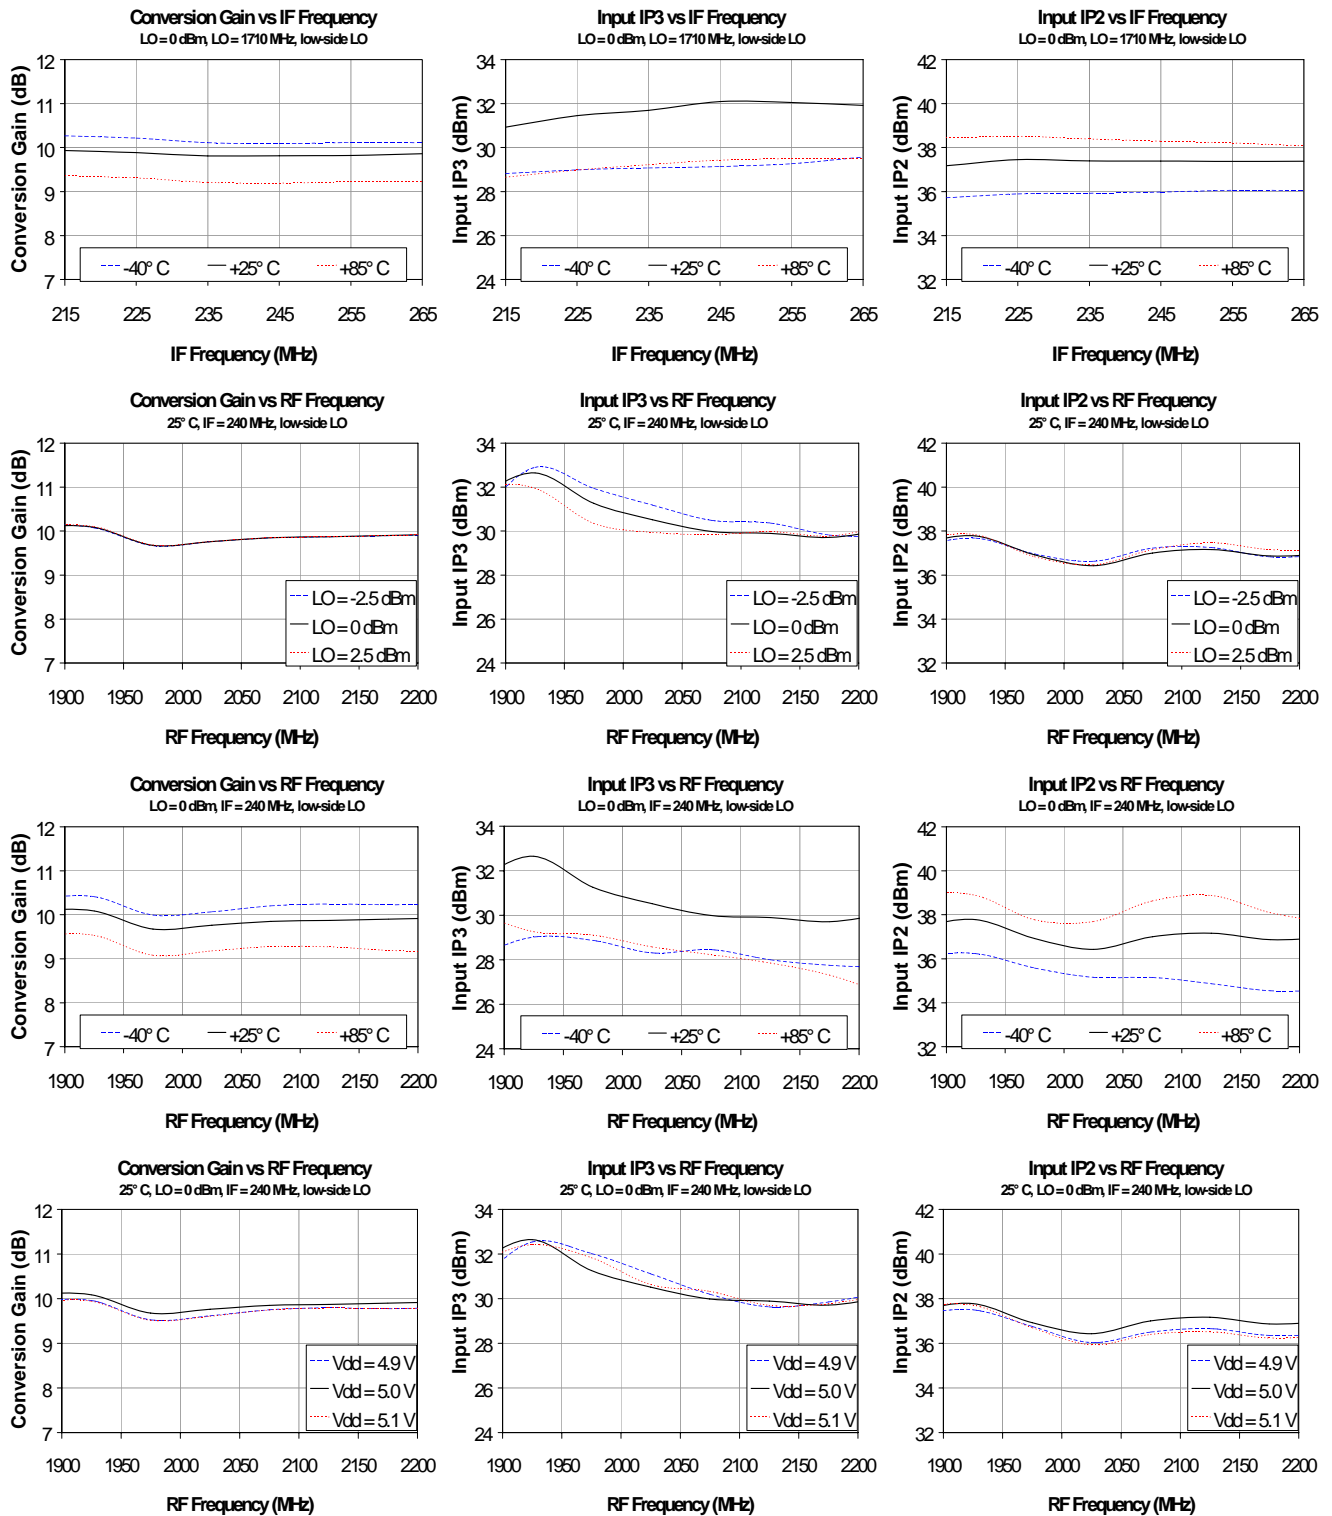 Conversion Gain vs IF Frequency
LO = 0 dBm, LO = 1710 MHz, low-side LO
Conversion Gain (dB)
12
11
10
9
8
7
-40° C +25° C +85° C
215 225 235 245 255 265
IF Frequency (MHz)
Input IP3 vs IF Frequency
LO = 0 dBm, LO = 1710 MHz, low-side LO
Input IP3 (dBm)
34
32
30
28
26
24
-40° C +25° C +85° C
215 225 235 245 255 265
IF Frequency (MHz)
Input IP2 vs IF Frequency
LO = 0 dBm, LO = 1710 MHz, low-side LO
Input IP2 (dBm)
42
40
38
36
34
32
-40° C +25° C +85° C
215 225 235 245 255 265
IF Frequency (MHz)
Conversion Gain vs RF Frequency
25° C, IF = 240 MHz, low-side LO
Conversion Gain (dB)
12
11
10
9
8
7
LO = -2.5 dBm
LO = 0 dBm
LO = 2.5 dBm
1900 1950 2000 2050 2100 2150 2200
RF Frequency (MHz)
Input IP3 vs RF Frequency
25° C, IF = 240 MHz, low-side LO
Input IP3 (dBm)
34
32
30
28
26
24
LO = -2.5 dBm
LO = 0 dBm
LO = 2.5 dBm
1900 1950 2000 2050 2100 2150 2200
RF Frequency (MHz)
Input IP2 vs RF Frequency
25° C, IF = 240 MHz, low-side LO
Input IP2 (dBm)
42
40
38
36
34
32
LO = -2.5 dBm
LO = 0 dBm
LO = 2.5 dBm
1900 1950 2000 2050 2100 2150 2200
RF Frequency (MHz)
Conversion Gain vs RF Frequency
LO = 0 dBm, IF = 240 MHz, low-side LO
Conversion Gain (dB)
12
11
10
9
8
7
-40° C +25° C +85° C
1900 1950 2000 2050 2100 2150 2200
RF Frequency (MHz)
Input IP3 vs RF Frequency
LO = 0 dBm, IF = 240 MHz, low-side LO
Input IP3 (dBm)
34
32
30
28
26
24
-40° C +25° C +85° C
1900 1950 2000 2050 2100 2150 2200
RF Frequency (MHz)
Input IP2 vs RF Frequency
LO = 0 dBm, IF = 240 MHz, low-side LO
Input IP2 (dBm)
42
40
38
36
34
32
-40° C +25° C +85° C
1900 1950 2000 2050 2100 2150 2200
RF Frequency (MHz)
Conversion Gain vs RF Frequency
25° C, LO = 0 dBm, IF = 240 MHz, low-side LO
Conversion Gain (dB)
12
11
10
9
8
7
Vdd = 4.9 V
Vdd = 5.0 V
Vdd = 5.1 V
1900 1950 2000 2050 2100 2150 2200
RF Frequency (MHz)
Input IP3 vs RF Frequency
25° C, LO = 0 dBm, IF = 240 MHz, low-side LO
Input IP3 (dBm)
34
32
30
28
26
24
Vdd = 4.9 V
Vdd = 5.0 V
Vdd = 5.1 V
1900 1950 2000 2050 2100 2150 2200
RF Frequency (MHz)
Input IP2 vs RF Frequency
25° C, LO = 0 dBm, IF = 240 MHz, low-side LO
Input IP2 (dBm)
42
40
38
36
34
32
Vdd = 4.9 V
Vdd = 5.0 V
Vdd = 5.1 V
1900 1950 2000 2050 2100 2150 2200
RF Frequency (MHz)